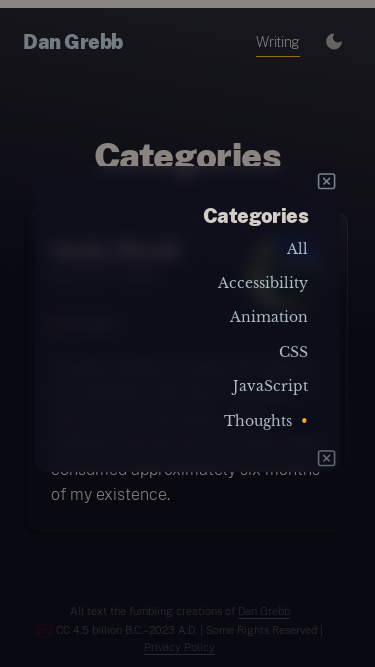 Dan Grebb
Writing
Categories
Categories
All
Accessibility
Animation
CSS
JavaScript
Thoughts •
consumed approximately six months
of my existence.
All text the fumbling creations of Dan Grebb
CC 4.5 billion B.C.–2023 A.D. | Some Rights Reserved |
Privacy Policy